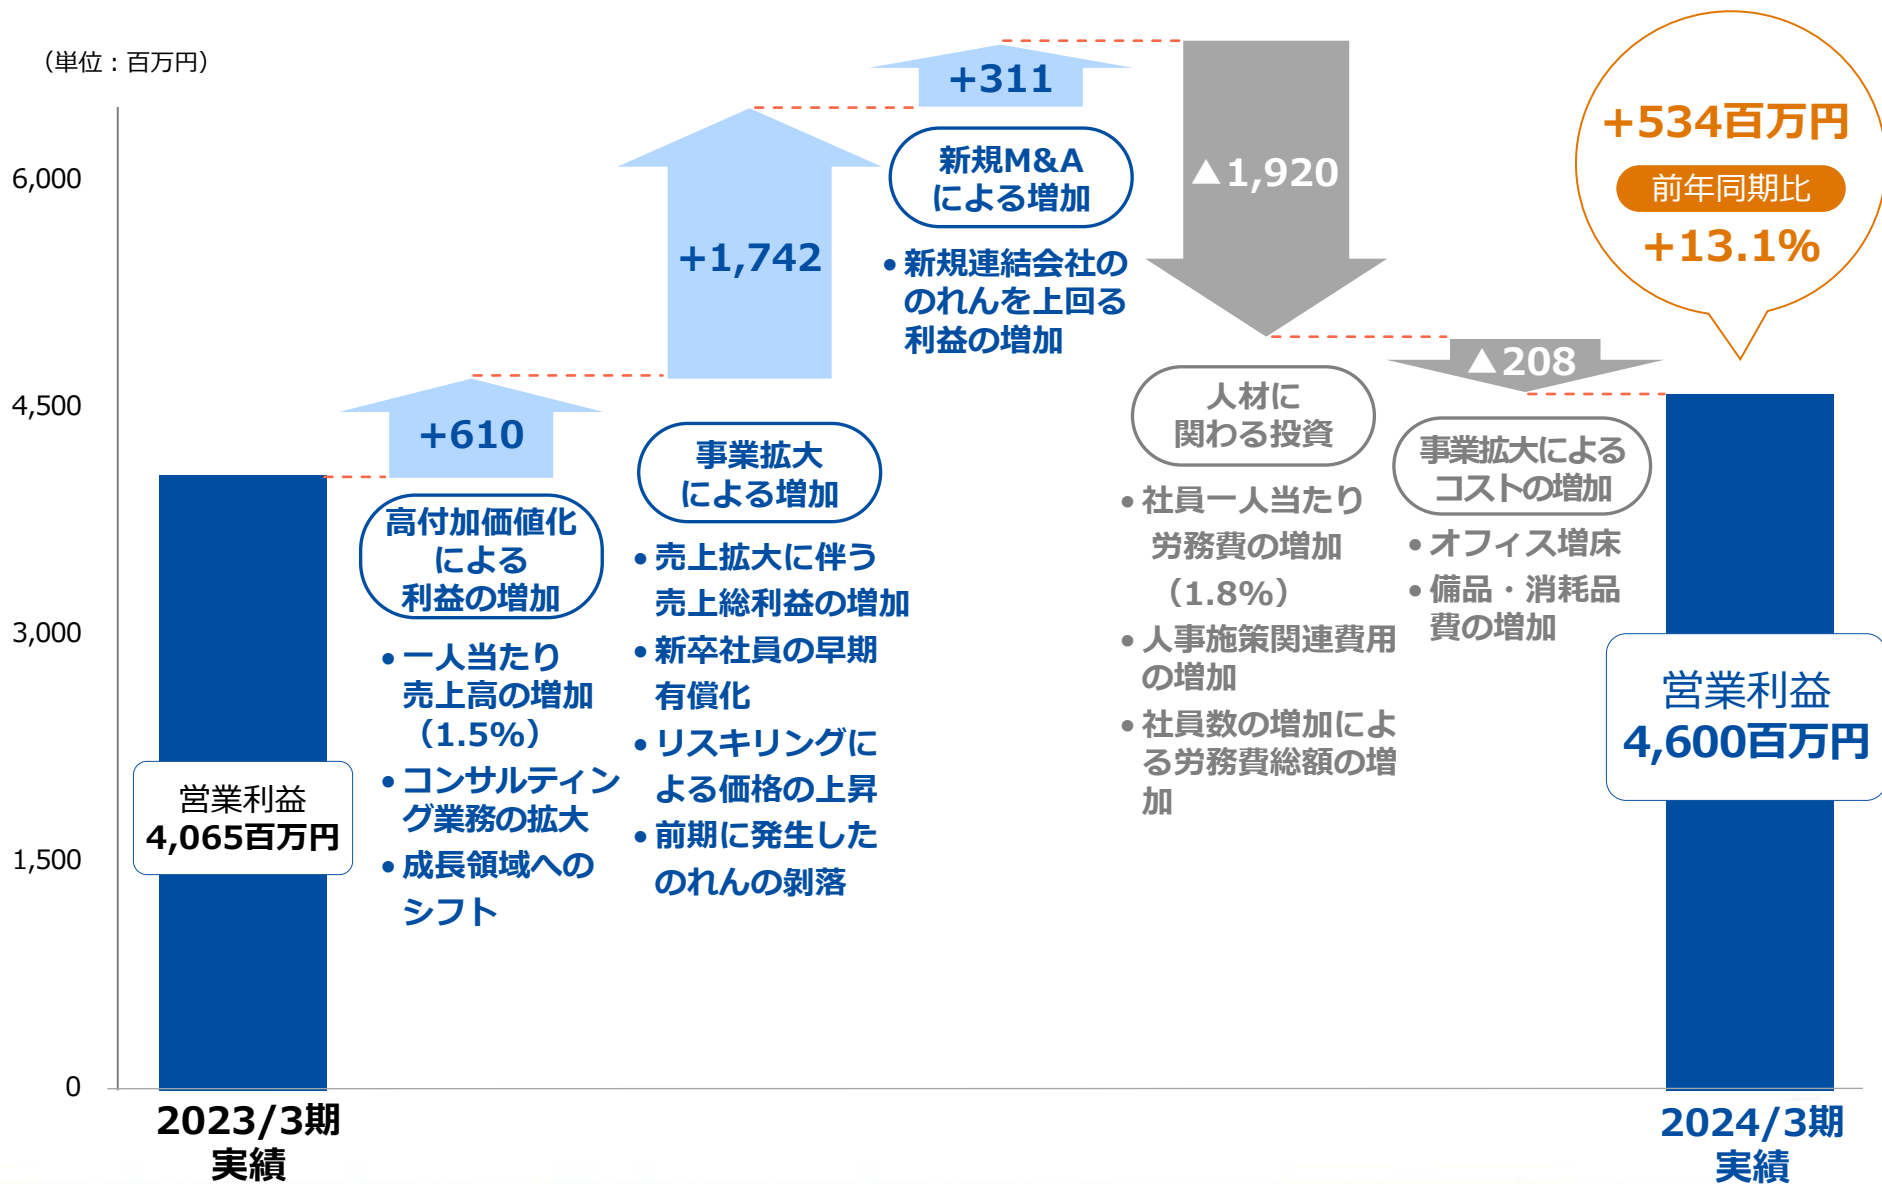 （単位：百万円）
6,000
4,500
3,000
1,500
0
営業利益
4,065百万円
2023/3期
実績
+610
高付加価値化
による
利益の増加
•一人当たり
売上高の増加
（1.5%）
•コンサルティン
グ業務の拡大
•成長領域への
シフト
+1,742
事業拡大
による増加
•売上拡大に伴う
売上総利益の増加
•新卒社員の早期
有償化
•リスキリングに
よる価格の上昇
•前期に発生した
のれんの剝落
+311
新規M&A
による増加
•新規連結会社の
のれんを上回る
利益の増加
▲1,920
人材に
関わる投資
•社員一人当たり
労務費の増加
（1.8%）
•人事施策関連費用
の増加
•社員数の増加によ
る労務費総額の増
加
▲208
事業拡大による
コストの増加
•オフィス増床
•備品・消耗品
費の増加
+534百万円
前年同期比
+13.1%
営業利益
4,600百万円
2024/3期
実績